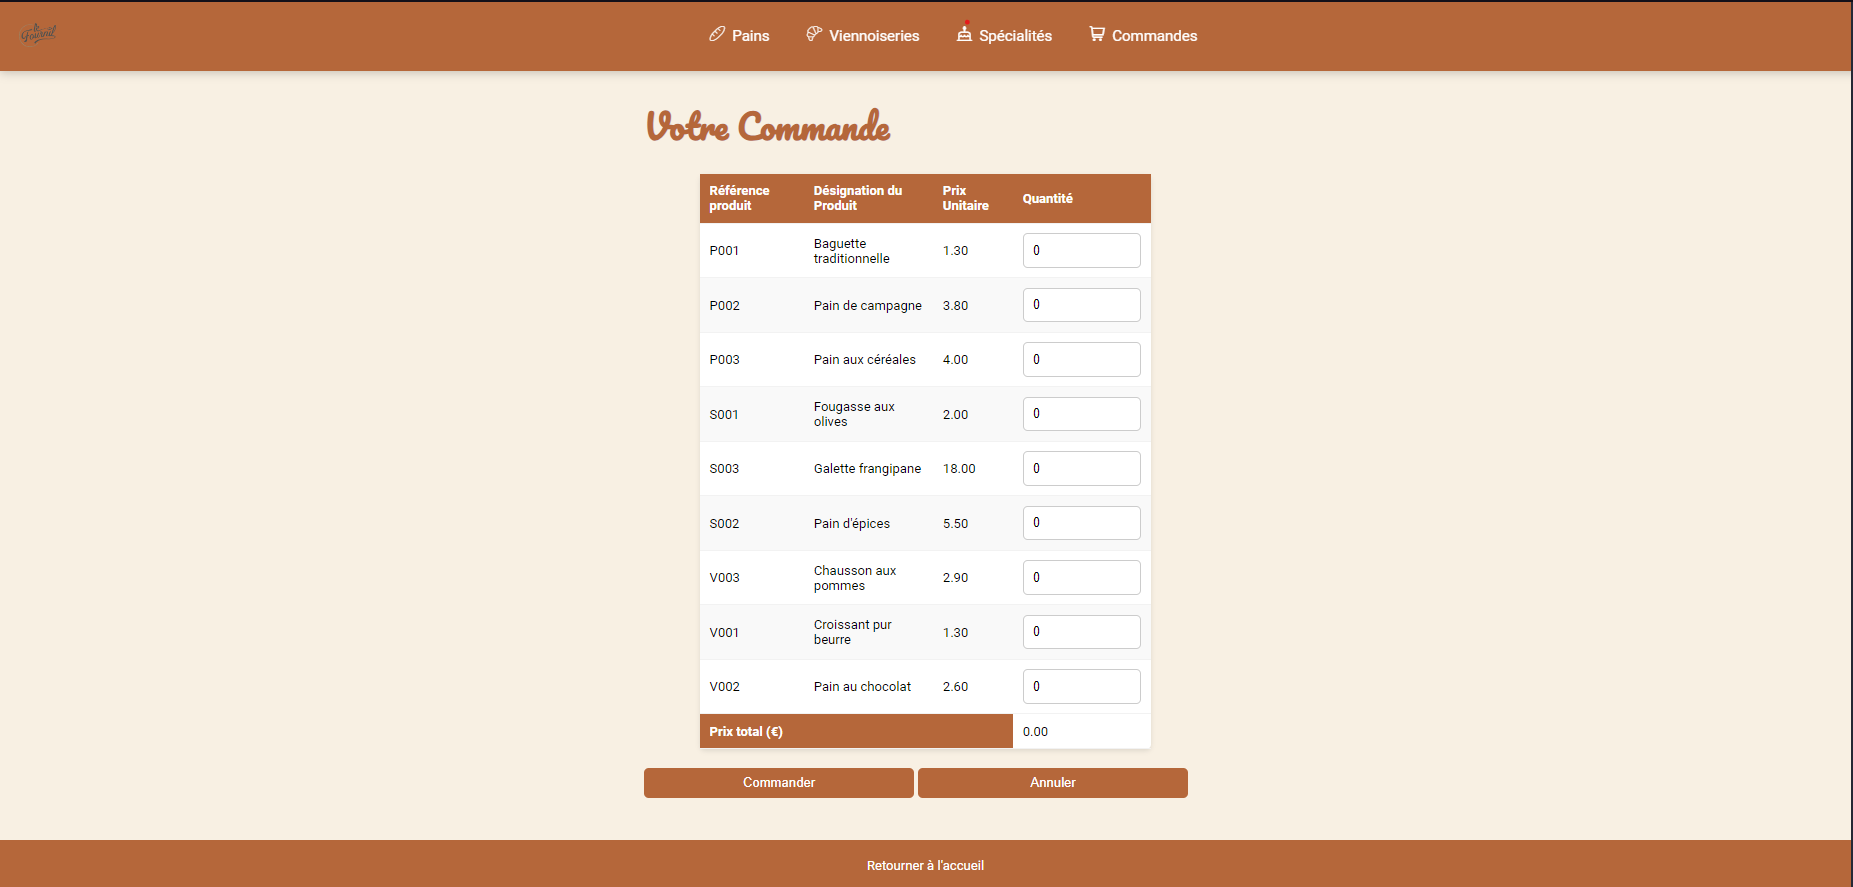 le
Fournil
Pains
Viennoiseries
Spécialités
Commandes
Votre Commande
Référence produit
Désignation du Produit
Prix Unitaire
Quantité
P001
Baguette traditionnelle
1.30
0
P002
Pain de campagne
3.80
0
P003
Pain aux céréales
4.00
0
S001
Fougasse aux olives
2.00
0
S003
Galette frangipane
18.00
0
S002
Pain d'épices
5.50
0
V003
Chausson aux pommes
2.90
0
V001
Croissant pur beurre
1.30
0
V002
Pain au chocolat
2.60
0
Prix total (€)
0.00
Commander
Annuler
Retourner à l'accueil